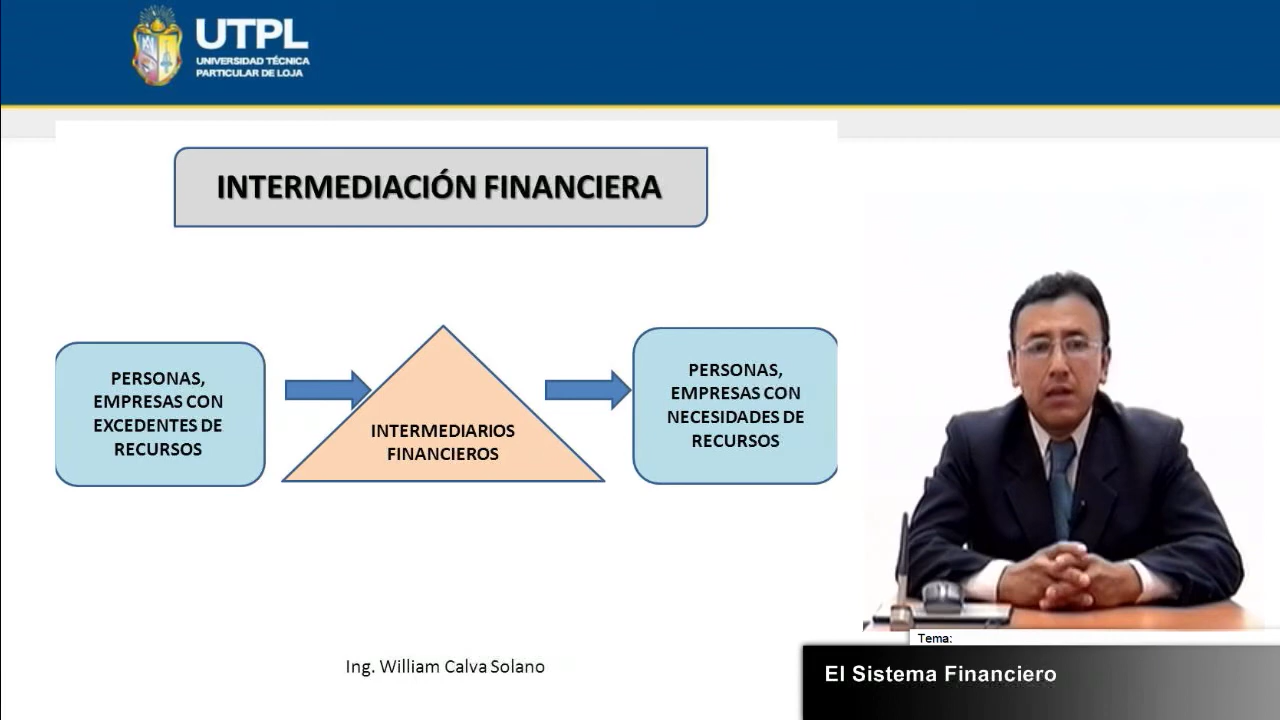 UTPL
UNIVERSIDAD TÉCNICA
PARTICULAR DE LOJA
INTERMEDIACIÓN FINANCIERA
PERSONAS,
EMPRESAS CON
EXCEDENTES DE
RECURSOS
INTERMEDIARIOS
FINANCIEROS
PERSONAS,
EMPRESAS CON
NECESIDADES DE
RECURSOS
Ing. William Calva Solano
Tema:
El Sistema Financiero